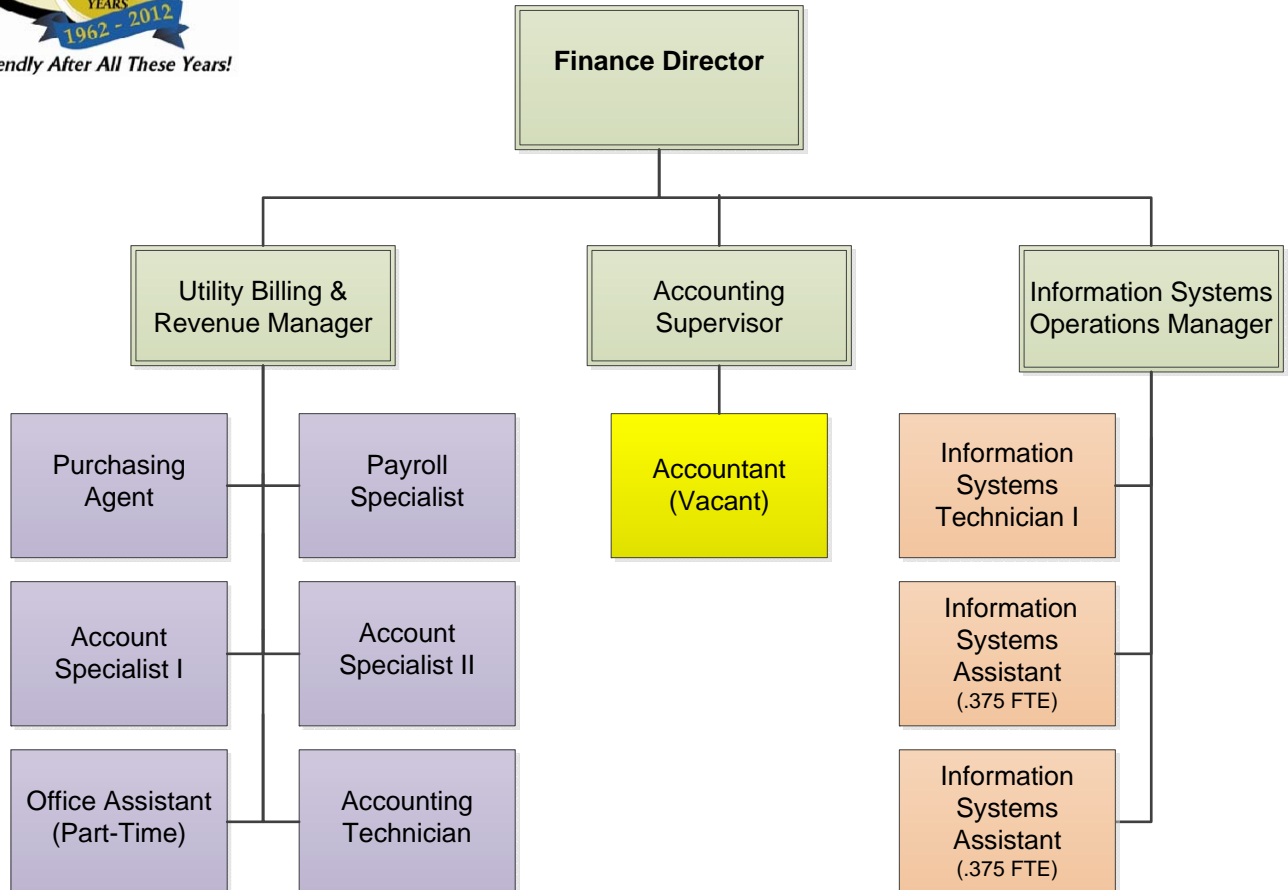 YEARS
1962 - 2012
endly After All These Years!
Finance Director
Utility Billing &
Revenue Manager
Accounting
Supervisor
Information Systems
Operations Manager
Purchasing
Agent
Payroll
Specialist
Accountant
(Vacant)
Information
Systems
Technician I
Account
Specialist I
Account
Specialist II
Information
Systems
Assistant
(.375 FTE)
Office Assistant
(Part-Time)
Accounting
Technician
Information
Systems
Assistant
(.375 FTE)